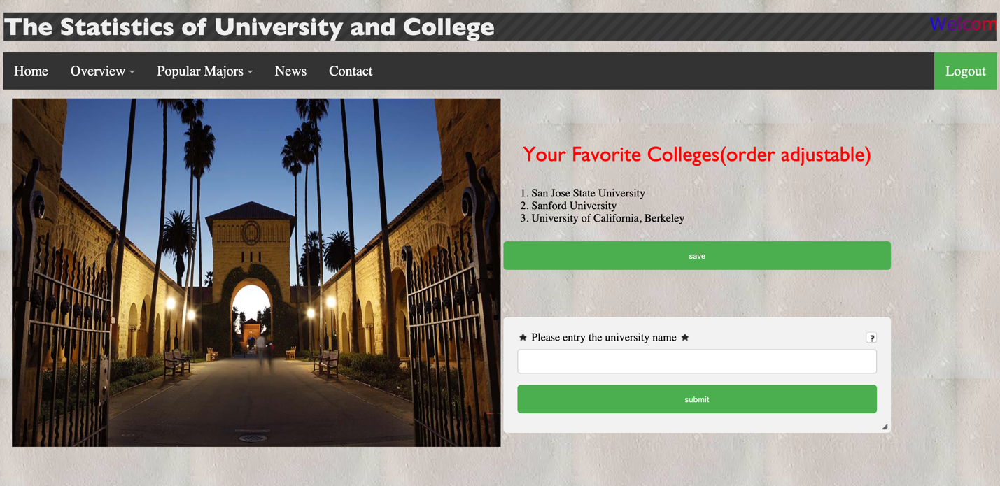 The Statistics of University and College
Welcom
Home Overview Popular Majors News Contact Logout
Your Favorite Colleges(order adjustable)
1. San Jose State University
2. Sanford University
3. University of California, Berkeley
save
★ Please entry the university name ★ ?
submit